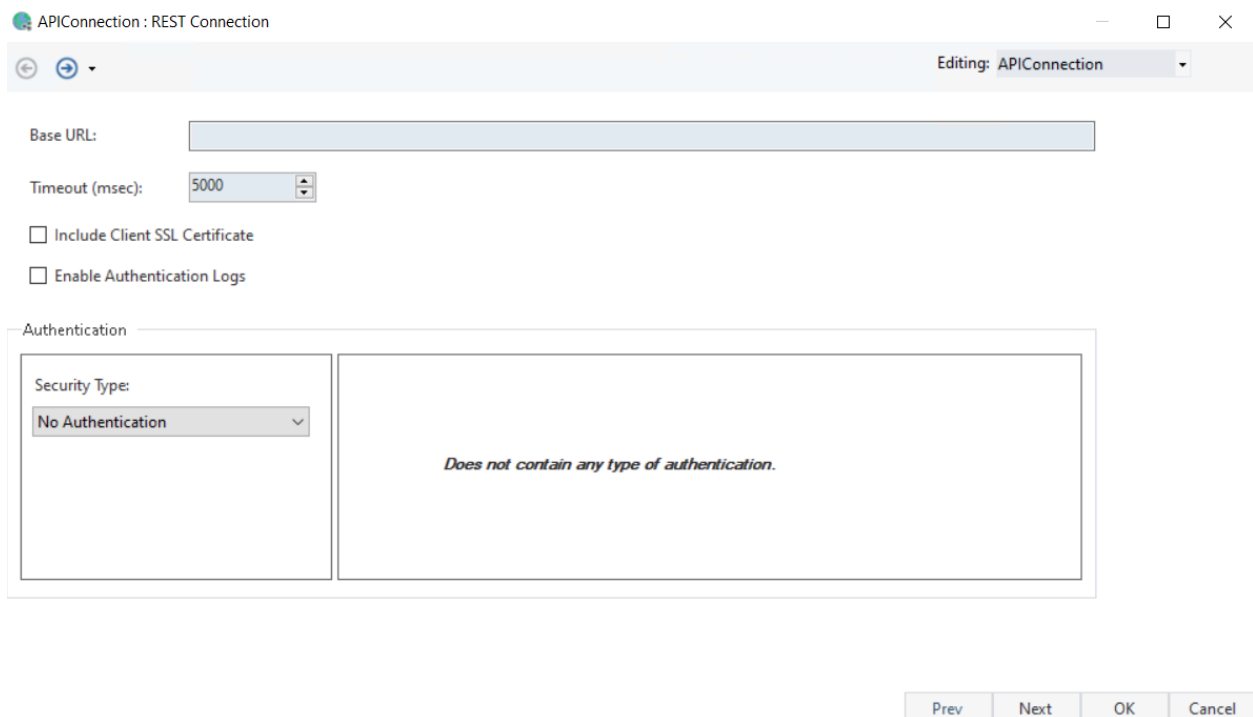 APIConnection : REST Connection
Editing: APIConnection
Base URL:
Timeout (msec): 5000
Include Client SSL Certificate
Enable Authentication Logs
Authentication
Security Type:
No Authentication
Does not contain any type of authentication.
Prev Next OK Cancel